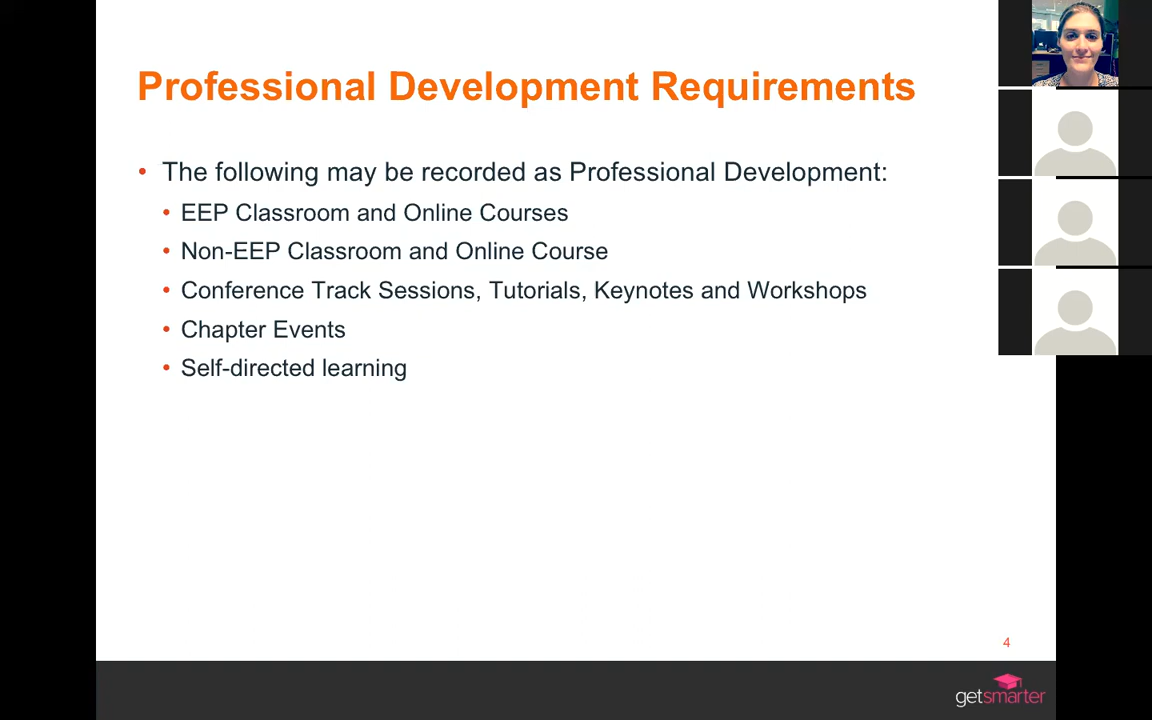 Professional Development Requirements
• The following may be recorded as Professional Development:
• EEP Classroom and Online Courses
• Non-EEP Classroom and Online Course
• Conference Track Sessions, Tutorials, Keynotes and Workshops
• Chapter Events
• Self-directed learning
4
getsmarter